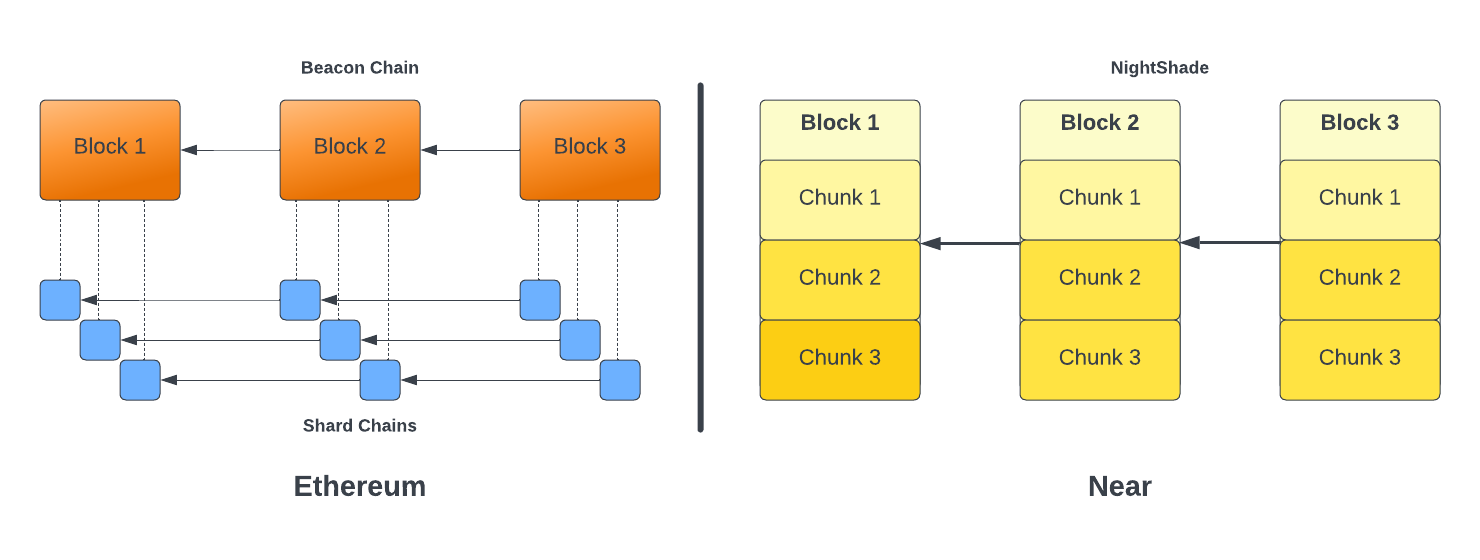 Beacon Chain
Block 1
Block 2
Block 3
Shard Chains
Ethereum
NightShade
Block 1
Block 2
Block 3
Chunk 1
Chunk 1
Chunk 1
Chunk 2
Chunk 2
Chunk 2
Chunk 3
Chunk 3
Chunk 3
Near